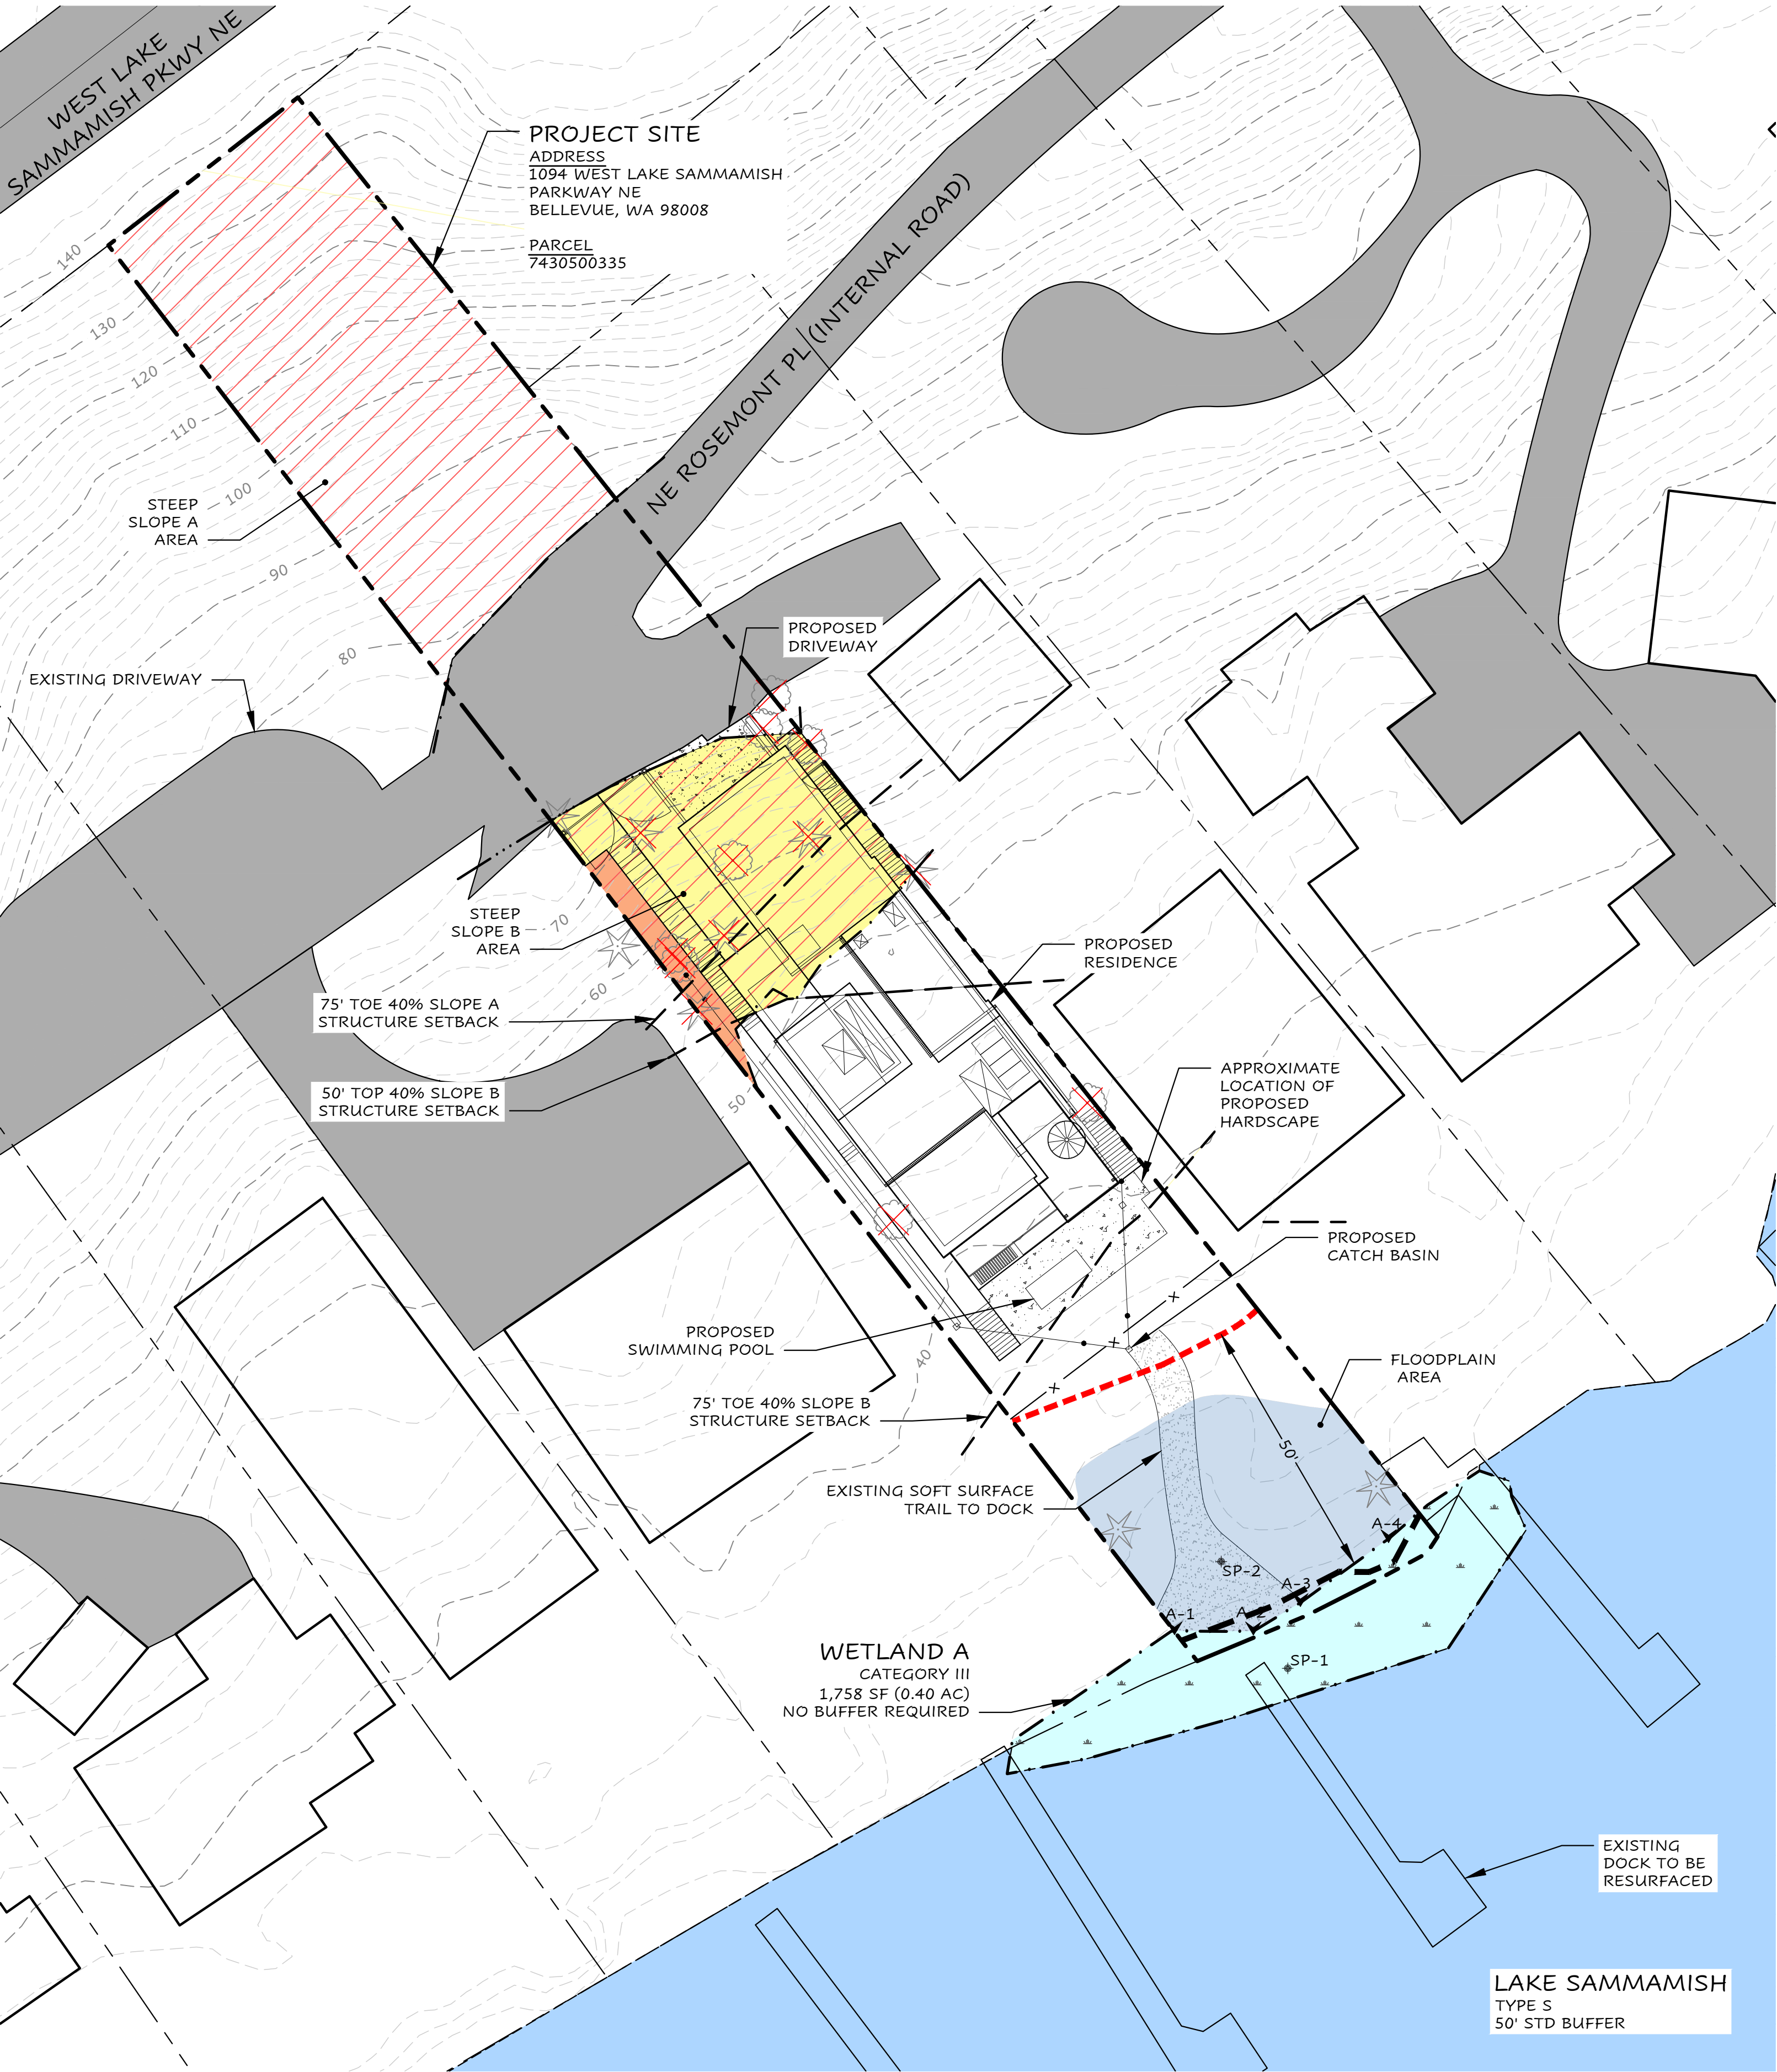 WEST LAKE
SAMMAMISH PKWY NE
PROJECT SITE
ADDRESS
1094 WEST LAKE SAMMAMISH
PARKWAY NE
BELLEVUE, WA 98008
PARCEL
7430500335
NE ROSEMONT PL (INTERNAL ROAD)
140
130
120
110
100
90
80
STEEP
SLOPE A
AREA
EXISTING DRIVEWAY
PROPOSED
DRIVEWAY
STEEP
SLOPE B
AREA
70
60
50
40
75' TOE 40% SLOPE A
STRUCTURE SETBACK
50' TOP 40% SLOPE B
STRUCTURE SETBACK
PROPOSED
RESIDENCE
APPROXIMATE
LOCATION OF
PROPOSED
HARDSCAPE
PROPOSED
CATCH BASIN
PROPOSED
SWIMMING POOL
X
X
X
FLOODPLAIN
AREA
75' TOE 40% SLOPE B
STRUCTURE SETBACK
50'
EXISTING SOFT SURFACE
TRAIL TO DOCK
A-4
SP-2
A-3
A-1
A-2
SP-1
WETLAND A
CATEGORY III
1,758 SF (0.40 AC)
NO BUFFER REQUIRED
EXISTING
DOCK TO BE
RESURFACED
LAKE SAMMAMISH
TYPE S
50' STD BUFFER